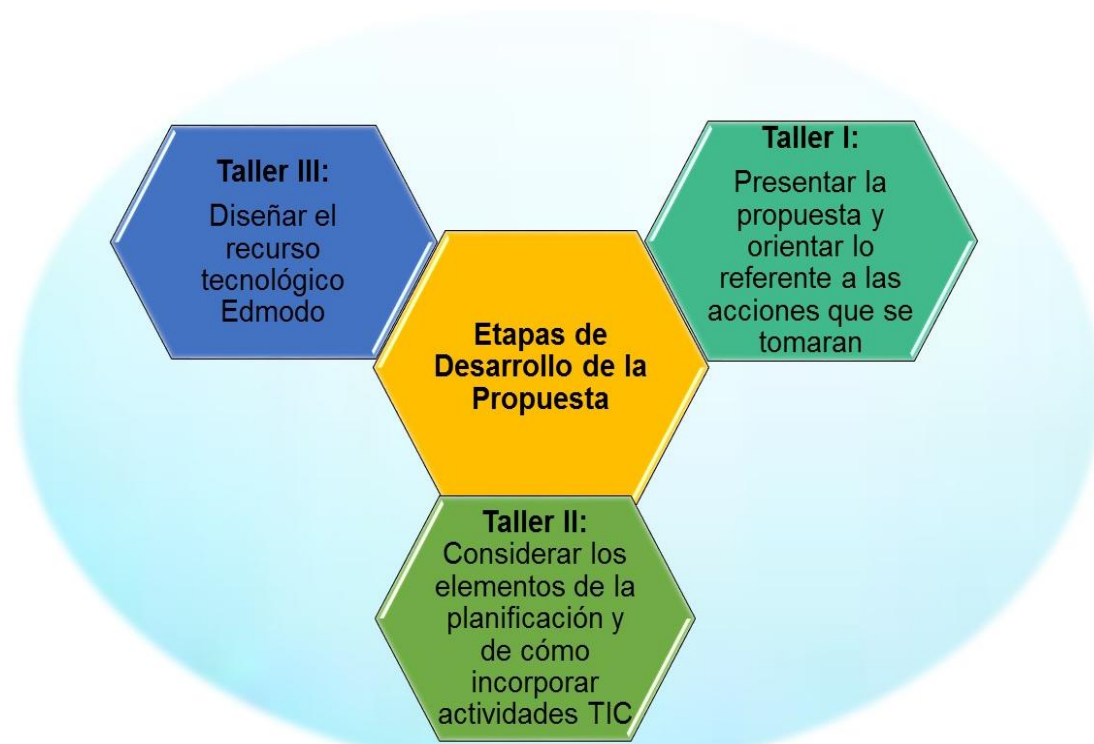 Taller III:
Diseñar el
recurso
tecnológico
Edmodo
Taller I:
Presentar la
propuesta y
orientar lo
referente a las
acciones que se
tomaran
Etapas de
Desarrollo de la
Propuesta
Taller II:
Considerar los
elementos de la
planificación y
de cómo
incorporar
actividades TIC